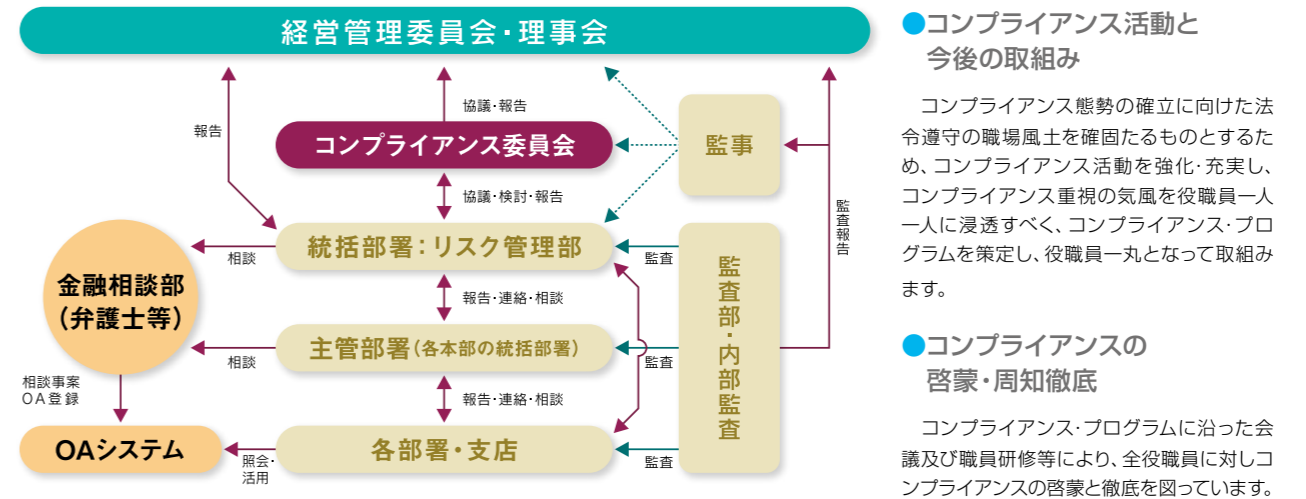 経営管理委員会・理事会
協議・報告
報告
コンプライアンス委員会
監事
協議・検討・報告
監査報告
統括部署：リスク管理部
相談
監査
金融相談部
（弁護士等）
報告・連絡・相談
監査部・内部監査
主管部署（各本部の統括部署）
相談
監査
相談事案
OA登録
報告・連絡・相談
OAシステム
照会・
活用
各部署・支店
監査
●コンプライアンス活動と
今後の取組み
コンプライアンス態勢の確立に向けた法
令遵守の職場風土を確固たるものとするた
め、コンプライアンス活動を強化・充実し、
コンプライアンス重視の気風を役職員一人
一人に浸透すべく、コンプライアンス・プロ
グラムを策定し、役職員一丸となって取組み
ます。
●コンプライアンスの
啓蒙・周知徹底
コンプライアンス・プログラムに沿った会
議及び職員研修等により、全役職員に対しコ
ンプライアンスの啓蒙と徹底を図っています。